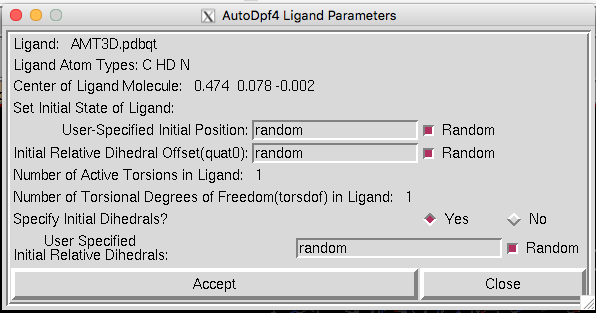 AutoDpf4 Ligand Parameters
Ligand: AMT3D.pdbqt
Ligand Atom Types: C HD N
Center of Ligand Molecule: 0.474 0.078 -0.002
Set Initial State of Ligand:
User-Specified Initial Position: random Random
Initial Relative Dihedral Offset(quat0): random Random
Number of Active Torsions in Ligand: 1
Number of Torsional Degrees of Freedom(torsdof) in Ligand: 1
Specify Initial Dihedrals? Yes No
User Specified
Initial Relative Dihedrals: random Random
Accept Close